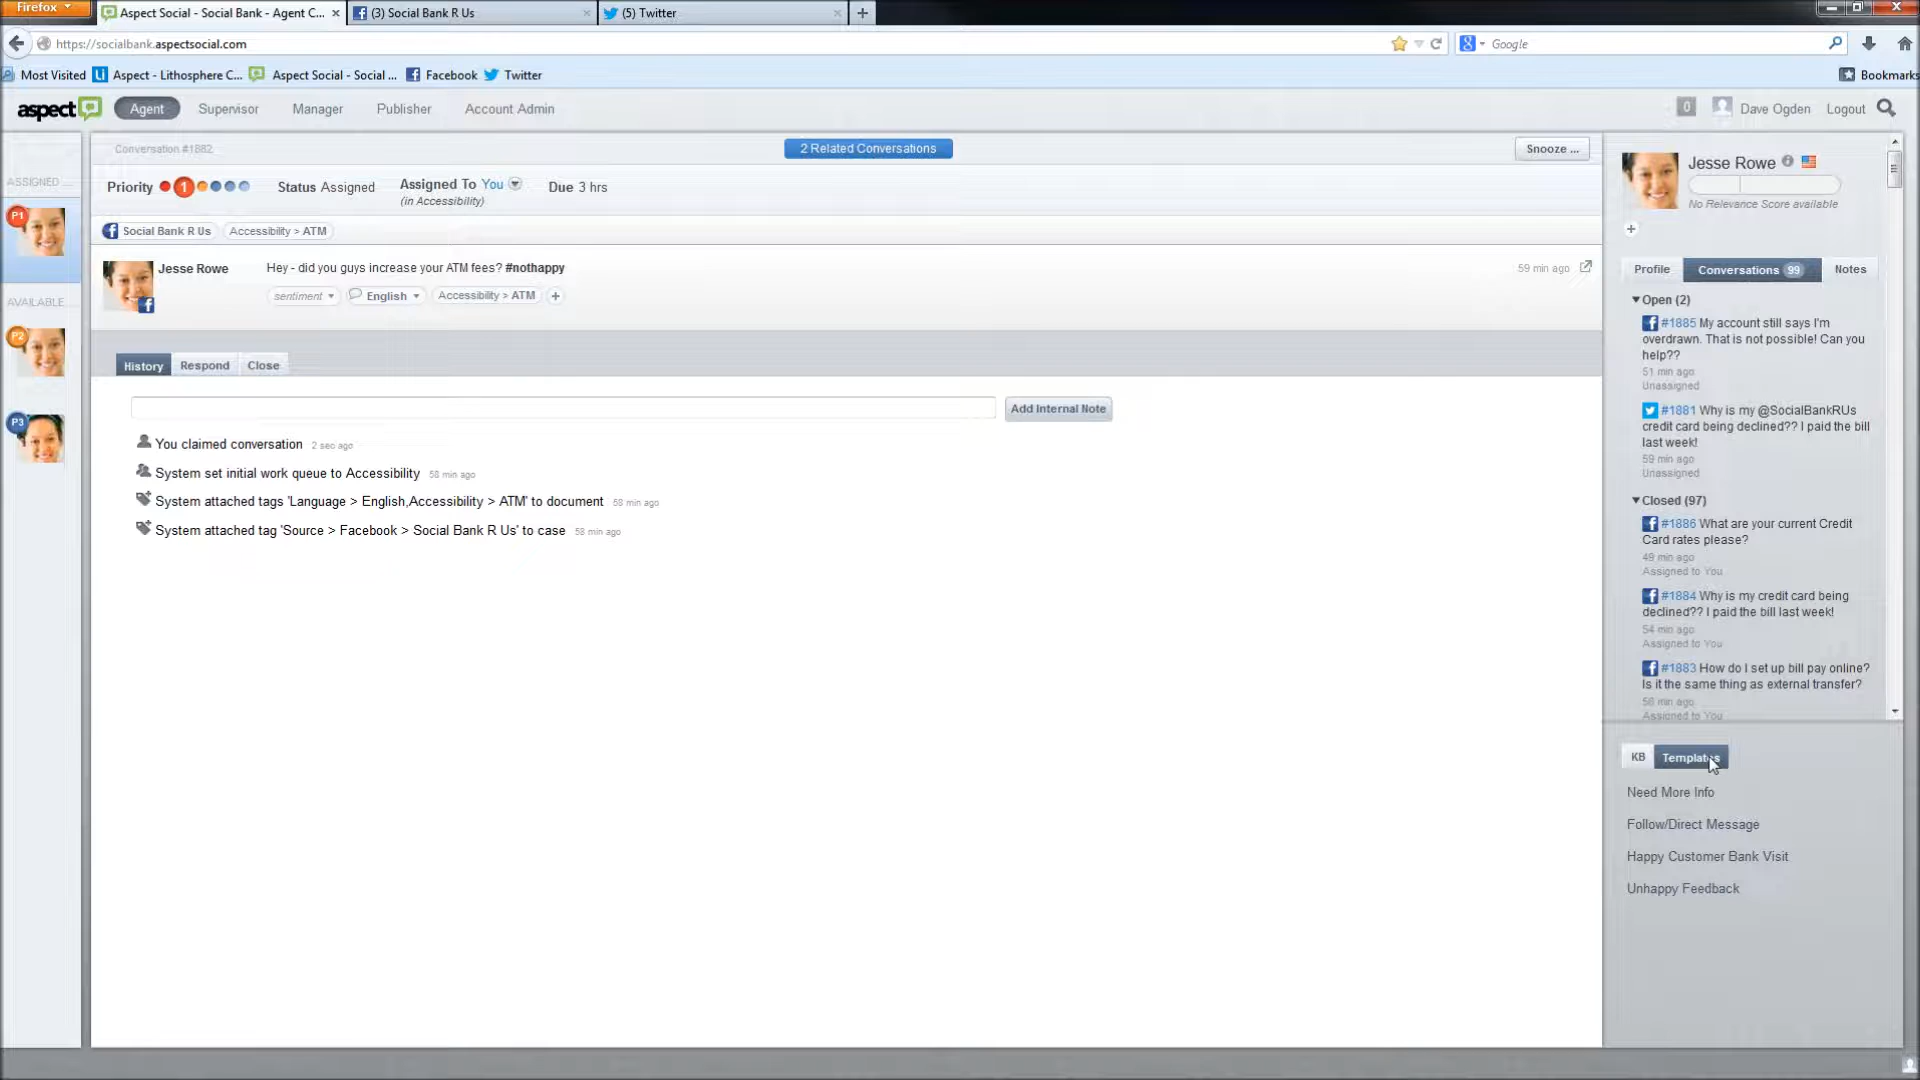 Firefox
Aspect Social - Social Bank - Agent C...
(3) Social Bank R Us
(5) Twitter
https://socialbank.aspectsocial.com
Google
Most Visited
Aspect - Lithosphere C...
Aspect Social - Social ...
Facebook
Twitter
Bookmarks
aspect
Agent
Supervisor
Manager
Publisher
Account Admin
0
Dave Ogden
Logout
Conversation #1882
2 Related Conversations
Snooze ...
ASSIGNED
Priority
1
Status Assigned
Assigned To You
(in Accessibility)
Due 3 hrs
P1
Social Bank R Us
Accessibility > ATM
Jesse Rowe
Hey - did you guys increase your ATM fees? #nothappy
59 min ago
sentiment
English
Accessibility > ATM
+
AVAILABLE
P2
P3
History
Respond
Close
Add Internal Note
You claimed conversation 2 sec ago
System set initial work queue to Accessibility 58 min ago
System attached tags 'Language > English,Accessibility > ATM' to document 58 min ago
System attached tag 'Source > Facebook > Social Bank R Us' to case 58 min ago
Jesse Rowe
No Relevance Score available
+
Profile
Conversations 99
Notes
Open (2)
#1885 My account still says I'm
overdrawn. That is not possible! Can you
help??
51 min ago
Unassigned
#1881 Why is my @SocialBankRUs
credit card being declined?? I paid the bill
last week!
59 min ago
Unassigned
Closed (97)
#1886 What are your current Credit
Card rates please?
49 min ago
Assigned to You
#1884 Why is my credit card being
declined?? I paid the bill last week!
54 min ago
Assigned to You
#1883 How do I set up bill pay online?
Is it the same thing as external transfer?
56 min ago
Assigned to You
KB
Templates
Need More Info
Follow/Direct Message
Happy Customer Bank Visit
Unhappy Feedback